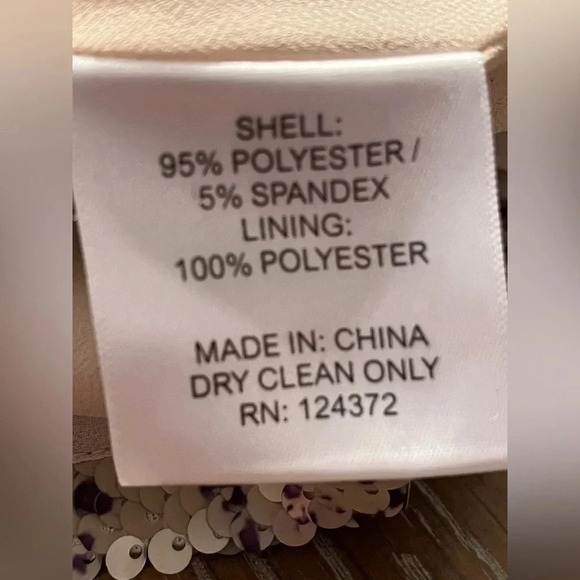 SHELL:
95% POLYESTER /
5% SPANDEX
LINING:
100% POLYESTER
MADE IN: CHINA
DRY CLEAN ONLY
RN: 124372